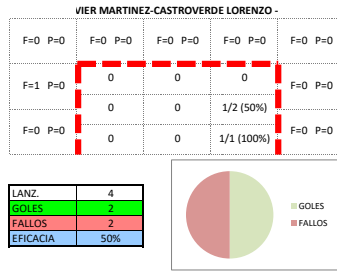 VIER MARTINEZ-CASTROVERDE LORENZO -
F=0 P=0 F=0 P=0 F=0 P=0 F=0 P=0 F=0 P=0
F=1 P=0 0 0 0 F=0 P=0
0 0 1/2 (50%)
F=0 P=0 0 0 1/1 (100%) F=0 P=0
LANZ. 4
GOLES 2
FALLOS 2
EFICACIA 50%
GOLES
FALLOS